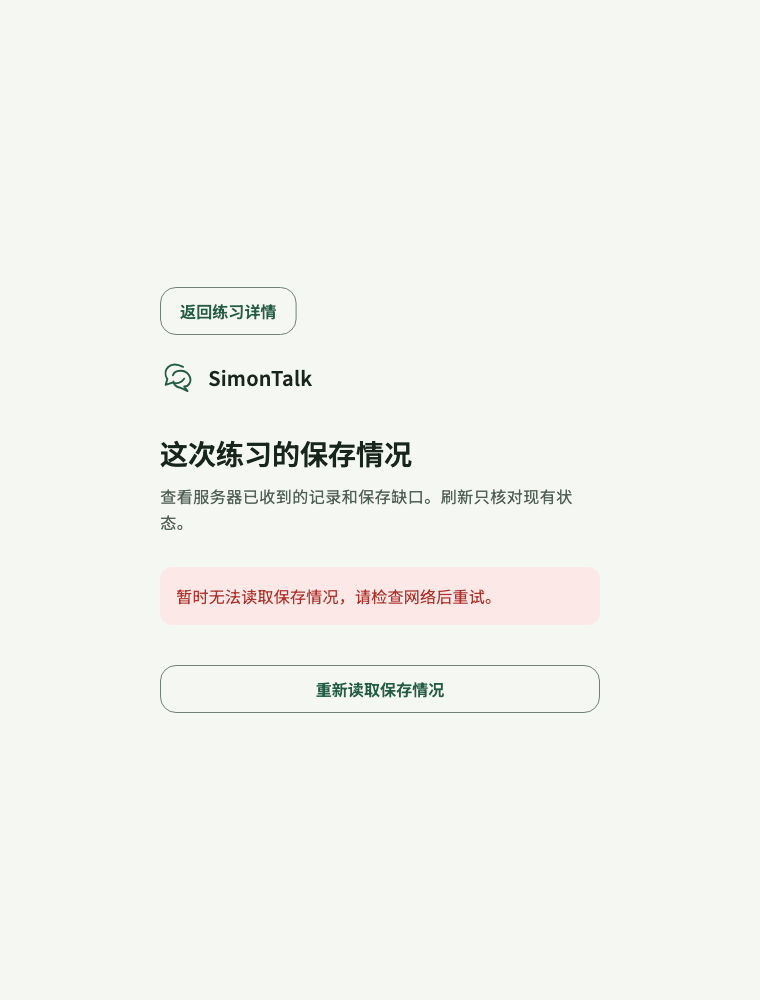 返回练习详情
SimonTalk
这次练习的保存情况
查看服务器已收到的记录和保存缺口。刷新只核对现有状
态。
暂时无法读取保存情况，请检查网络后重试。
重新读取保存情况